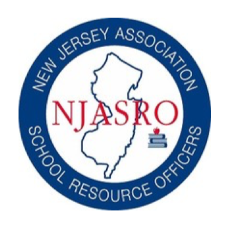 NEW JERSEY ASSOCIATION
NJASRO
SCHOOL RESOURCE OFFICERS